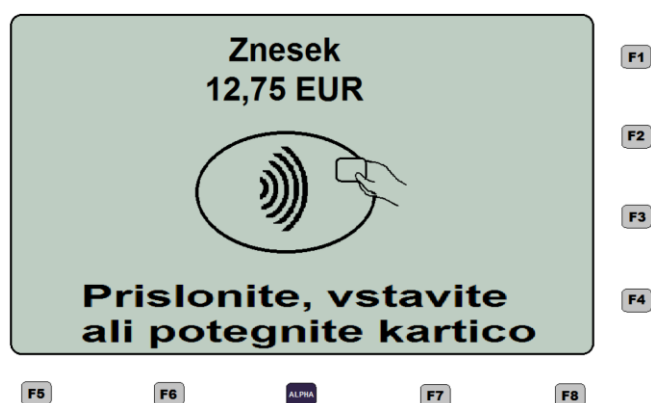 Znesek
12,75 EUR
Prislonite, vstavite
ali potegnite kartico
F1
F2
F3
F4
F5 F6 ALPHA F7 F8